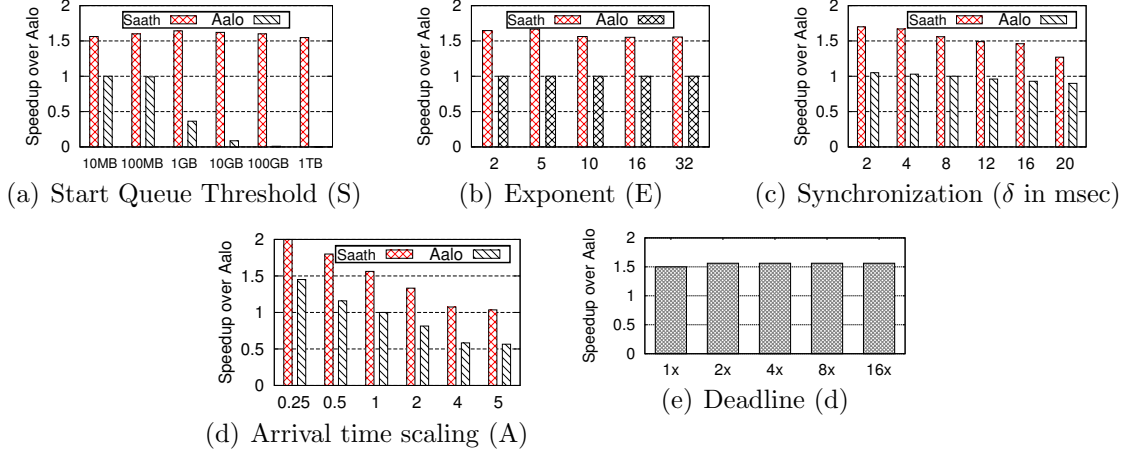 Speedup over Aalo
2
1.5
1
0.5
0
Saath Aalo
10MB 100MB 1GB 10GB 100GB 1TB
(a) Start Queue Threshold (S)
Speedup over Aalo
2
1.5
1
0.5
0
Saath Aalo
2 5 10 16 32
(b) Exponent (E)
Speedup over Aalo
2
1.5
1
0.5
0
Saath Aalo
2 4 8 12 16 20
(c) Synchronization (δ in msec)
Speedup over Aalo
2
1.5
1
0.5
0
Saath Aalo
0.25 0.5 1 2 4 5
(d) Arrival time scaling (A)
Speedup over Aalo
2
1.5
1
0.5
0
1x 2x 4x 8x 16x
(e) Deadline (d)